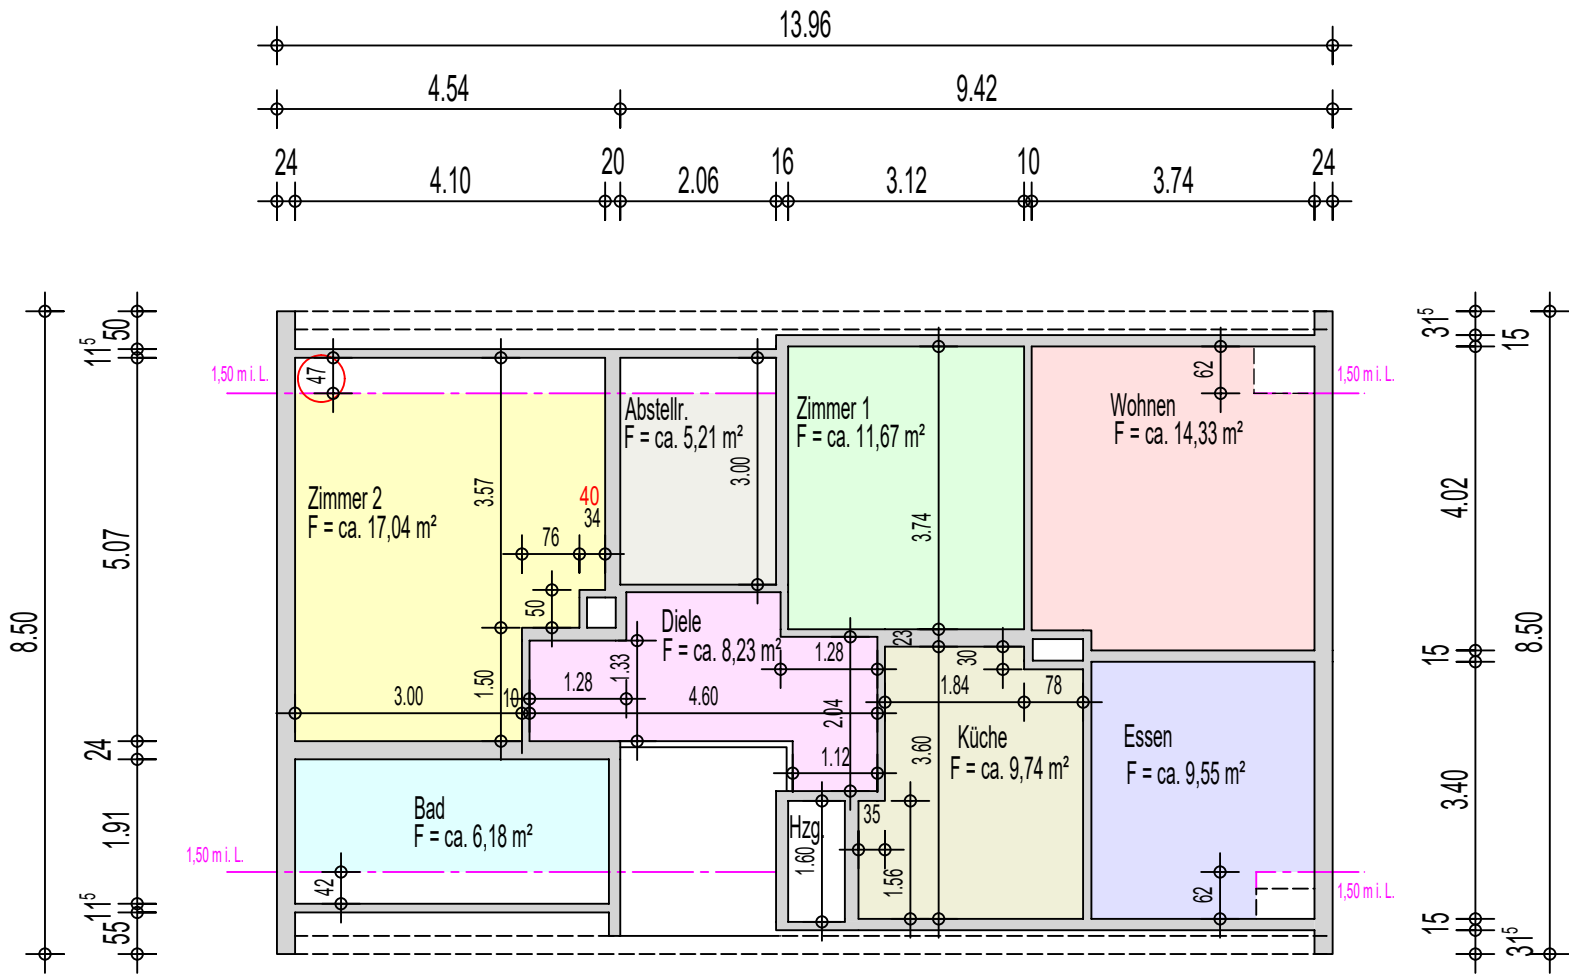 13.96
4.54
9.42
24
4.10
20
2.06
16
3.12
10
3.74
24
8.50
50
11⁵
5.07
24
1.91
11⁵
55
1,50 m i. L.
1,50 m i. L.
47
Zimmer 2
F = ca. 17,04 m²
3.57
40
34
76
50
1.50
3.00
10
Abstellr.
F = ca. 5,21 m²
3.00
Zimmer 1
F = ca. 11,67 m²
3.74
Wohnen
F = ca. 14,33 m²
62
1,50 m i. L.
Diele
F = ca. 8,23 m²
1.33
1.28
4.60
1.28
2.04
1.12
23
30
1.84
78
3.60
Küche
F = ca. 9,74 m²
35
1.56
Essen
F = ca. 9,55 m²
62
1,50 m i. L.
Bad
F = ca. 6,18 m²
42
Hzg.
1.60
31⁵
15
4.02
15
3.40
15
31⁵
8.50